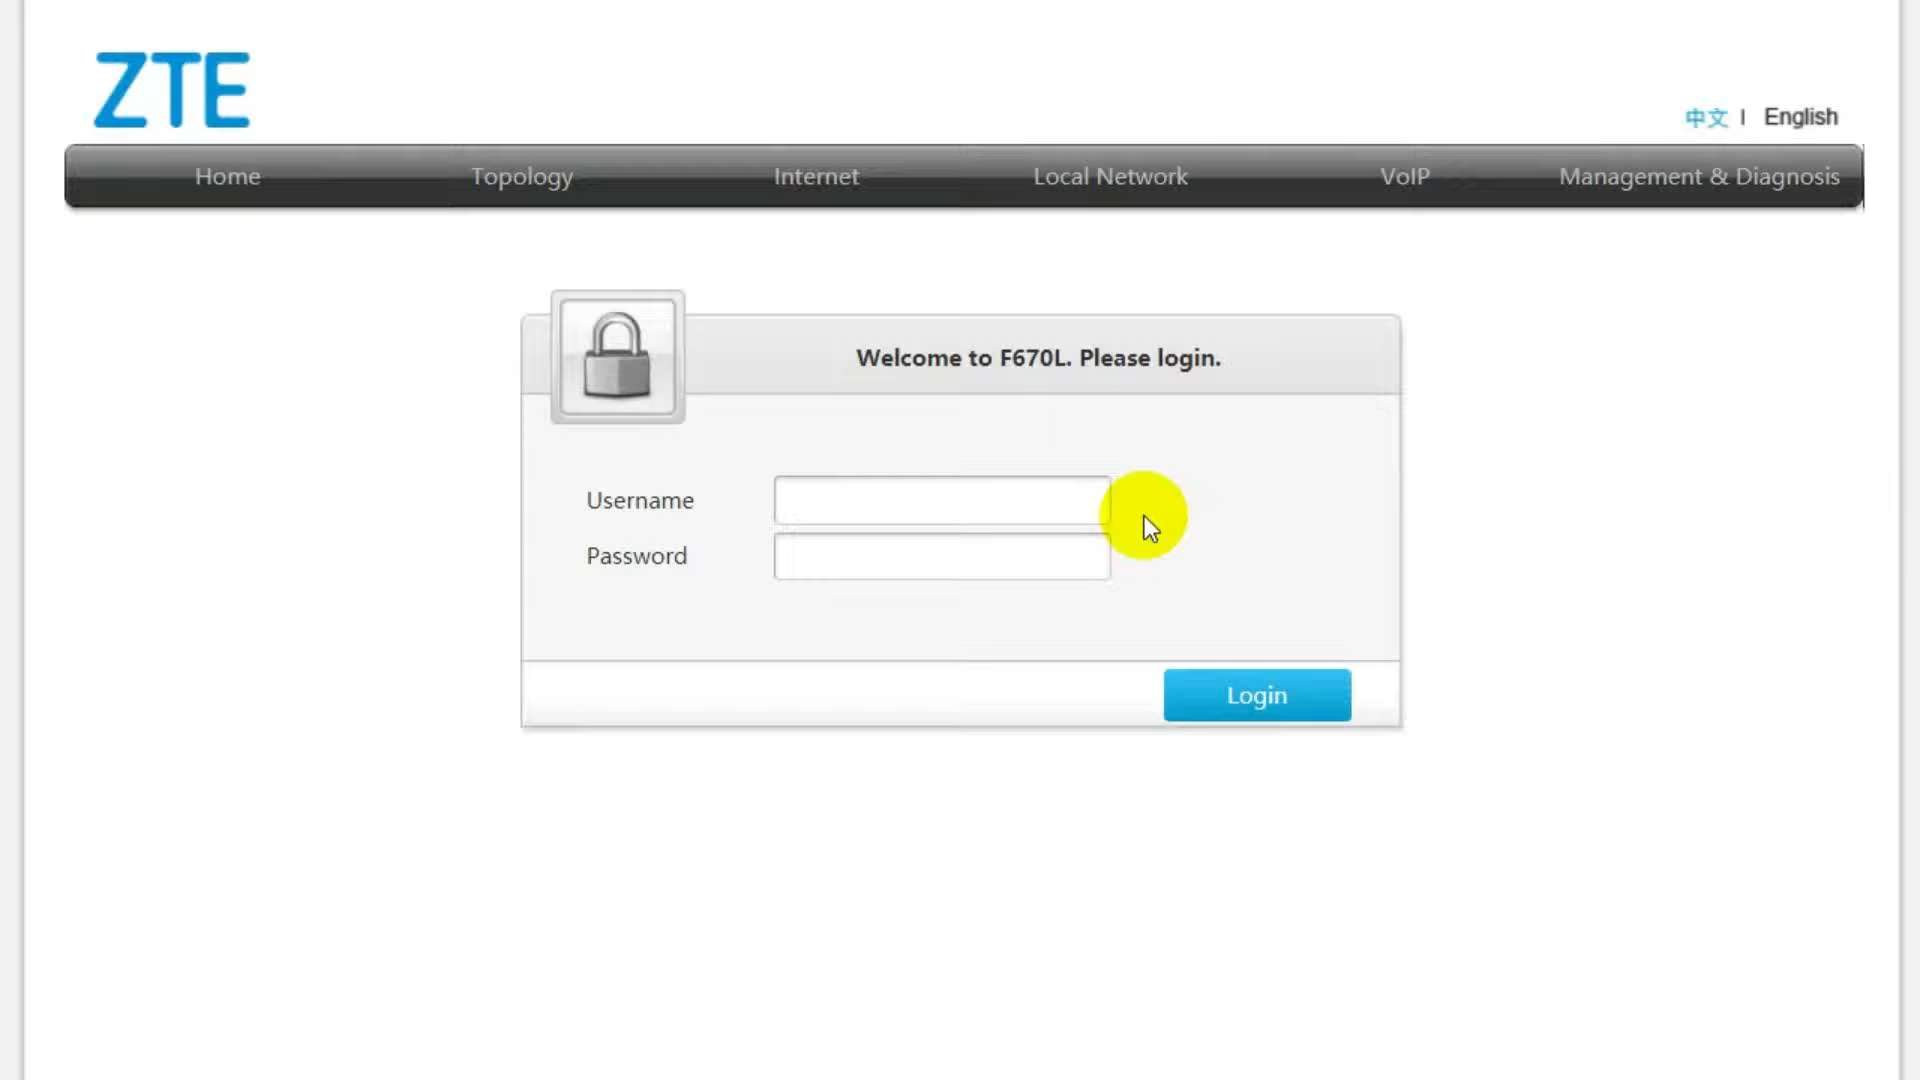 ZTE
中文 | English
Home Topology Internet Local Network VoIP Management & Diagnosis
Welcome to F670L. Please login.
Username
Password
Login